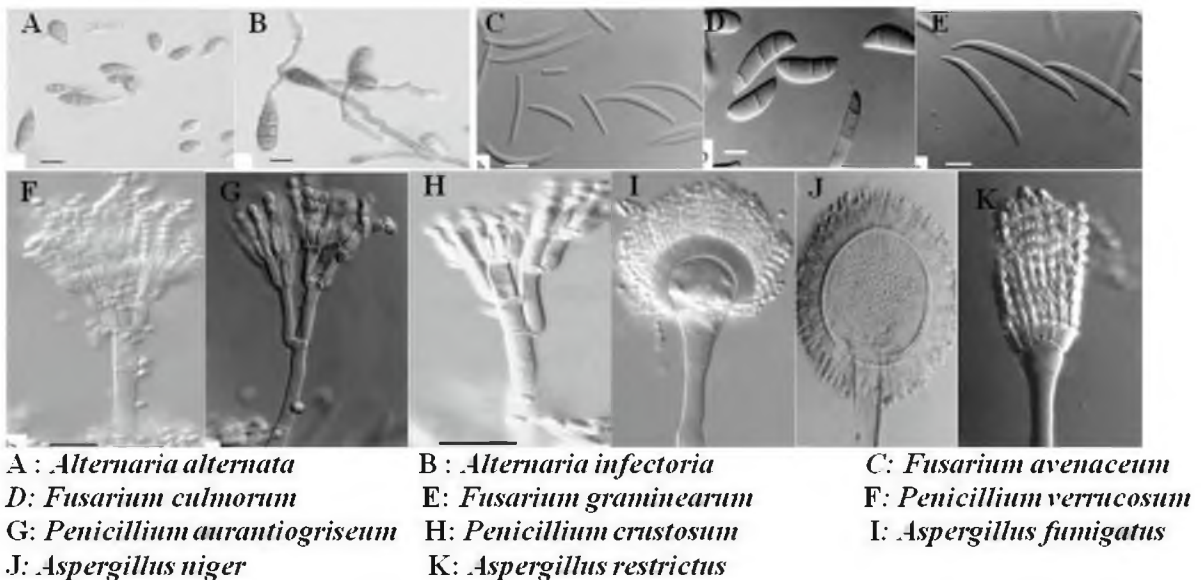 A B C D E
F G H I J K
A : Alternaria alternata B : Alternaria infectoria C: Fusarium avenaceum
D: Fusarium culmorum E: Fusarium graminearum F: Penicillium verrucosum
G: Penicillium aurantiogriseum H: Penicillium crustosum I: Aspergillus fumigatus
J: Aspergillus niger K: Aspergillus restrictus